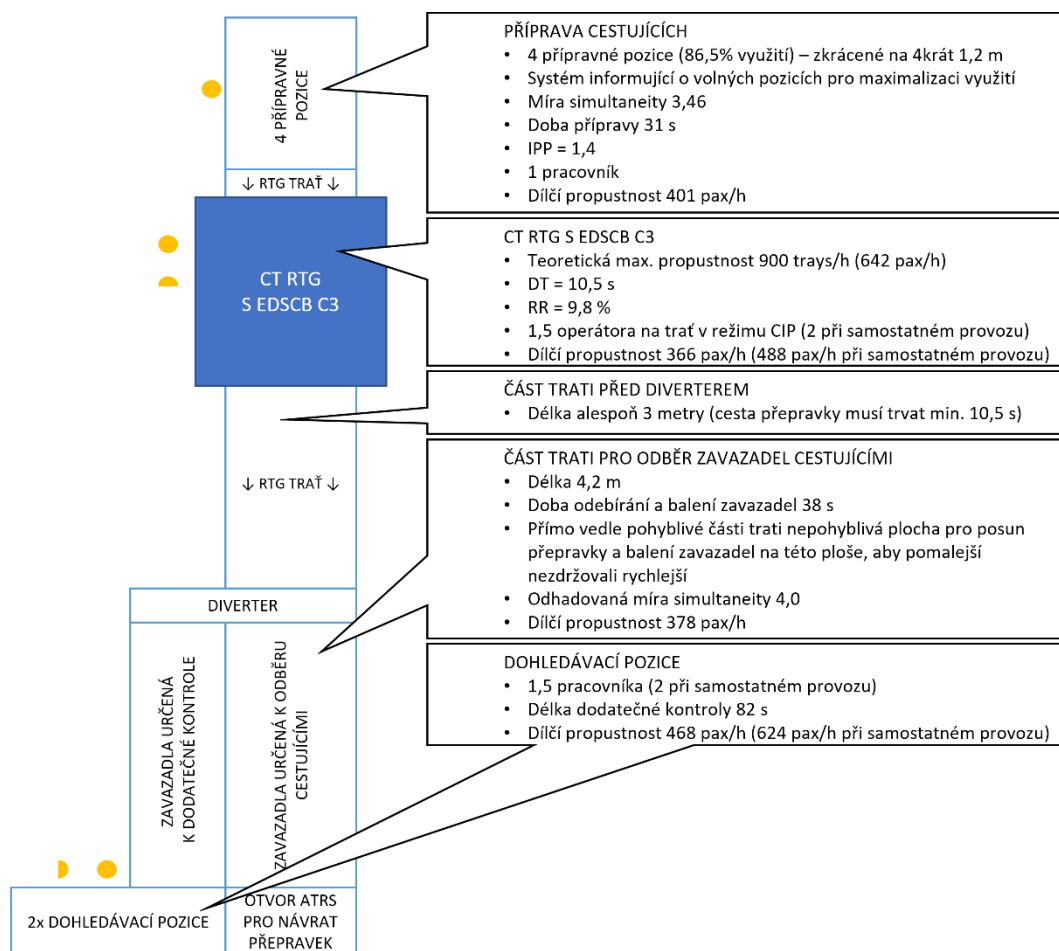 PŘÍPRAVA CESTUJÍCÍCH
• 4 přípravné pozice (86,5% využití) – zkrácené na 4krát 1,2 m
• Systém informující o volných pozicích pro maximalizaci využití
• Míra simultaneity 3,46
• Doba přípravy 31 s
• IPP = 1,4
• 1 pracovník
• Dílčí propustnost 401 pax/h
4 PŘÍPRAVNÉ
POZICE
↓ RTG TRAŤ ↓
CT RTG
S EDSCB C3
CT RTG S EDSCB C3
• Teoretická max. propustnost 900 trays/h (642 pax/h)
• DT = 10,5 s
• RR = 9,8 %
• 1,5 operátora na trať v režimu CIP (2 při samostatném provozu)
• Dílčí propustnost 366 pax/h (488 pax/h při samostatném provozu)
ČÁST TRATI PŘED DIVERTEREM
• Délka alespoň 3 metry (cesta přepravky musí trvat min. 10,5 s)
↓ RTG TRAŤ ↓
ČÁST TRATI PRO ODBĚR ZAVAZADEL CESTUJÍCÍMI
• Délka 4,2 m
• Doba odebírání a balení zavazadel 38 s
• Přímo vedle pohyblivé části trati nepohyblivá plocha pro posun
přepravky a balení zavazadel na této ploše, aby pomalejší
nezdržovali rychlejší
• Odhadovaná míra simultaneity 4,0
• Dílčí propustnost 378 pax/h
DIVERTER
ZAVAZADLA URČENÁ
K DODATEČNÉ KONTROLE
ZAVAZADLA URČENÁ K ODBĚRU
CESTUJÍCÍMI
DOHLEDÁVACÍ POZICE
• 1,5 pracovníka (2 při samostatném provozu)
• Délka dodatečné kontroly 82 s
• Dílčí propustnost 468 pax/h (624 pax/h při samostatném provozu)
2x DOHLEDÁVACÍ POZICE
OTVOR ATRS
PRO NÁVRAT
PŘEPRAVEK